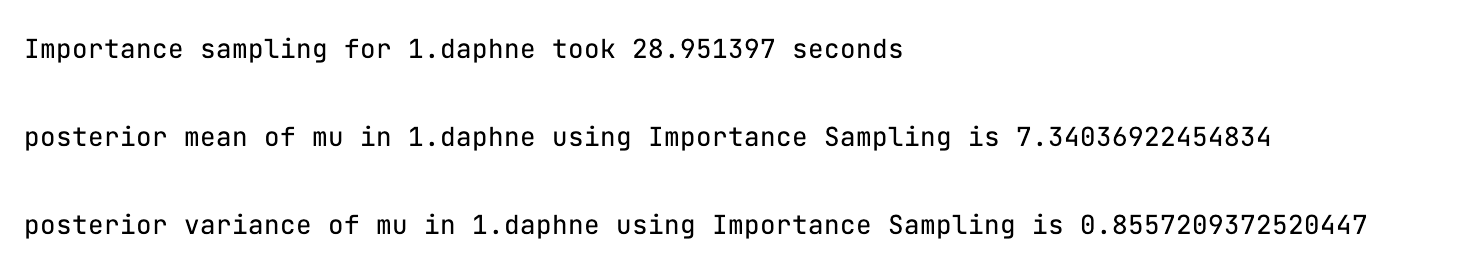 Importance sampling for 1.daphne took 28.951397 seconds
posterior mean of mu in 1.daphne using Importance Sampling is 7.34036922454834
posterior variance of mu in 1.daphne using Importance Sampling is 0.8557209372520447